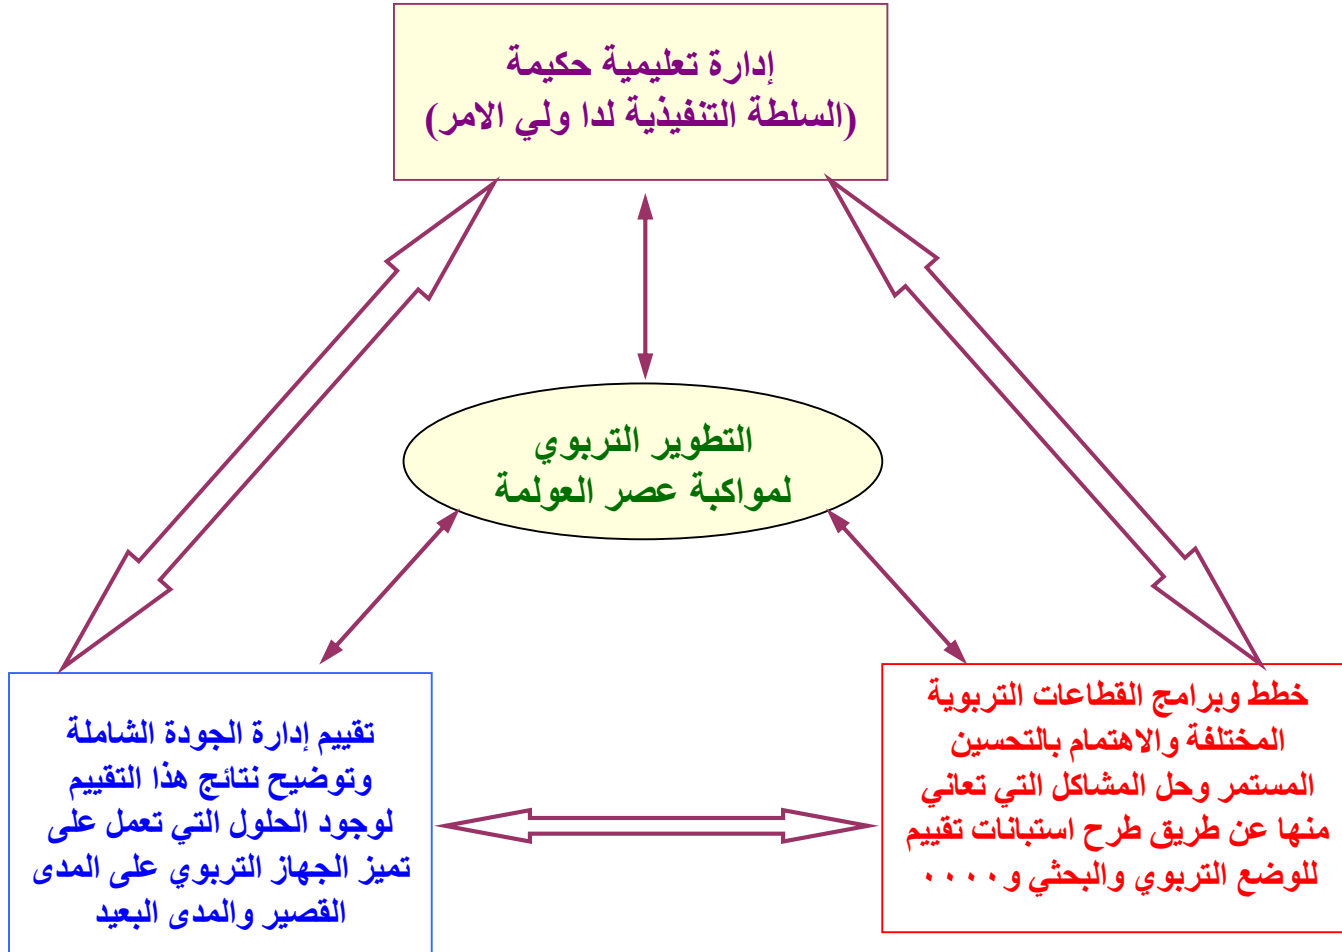 إدارة تعليمية حكيمة
(السلطة التنفيذية لدا ولي الامر)
التطوير التربوي
لمواكبة عصر العولمة
خطط وبرامج القطاعات التربوية
المختلفة والاهتمام بالتحسين
المستمر وحل المشاكل التي تعاني
منها عن طريق طرح استبانات تقييم
للوضع التربوي والبحثي و٠٠٠٠
تقييم إدارة الجودة الشاملة
وتوضيح نتائج هذا التقييم
لوجود الحلول التي تعمل على
تميز الجهاز التربوي على المدى
القصير والمدى البعيد